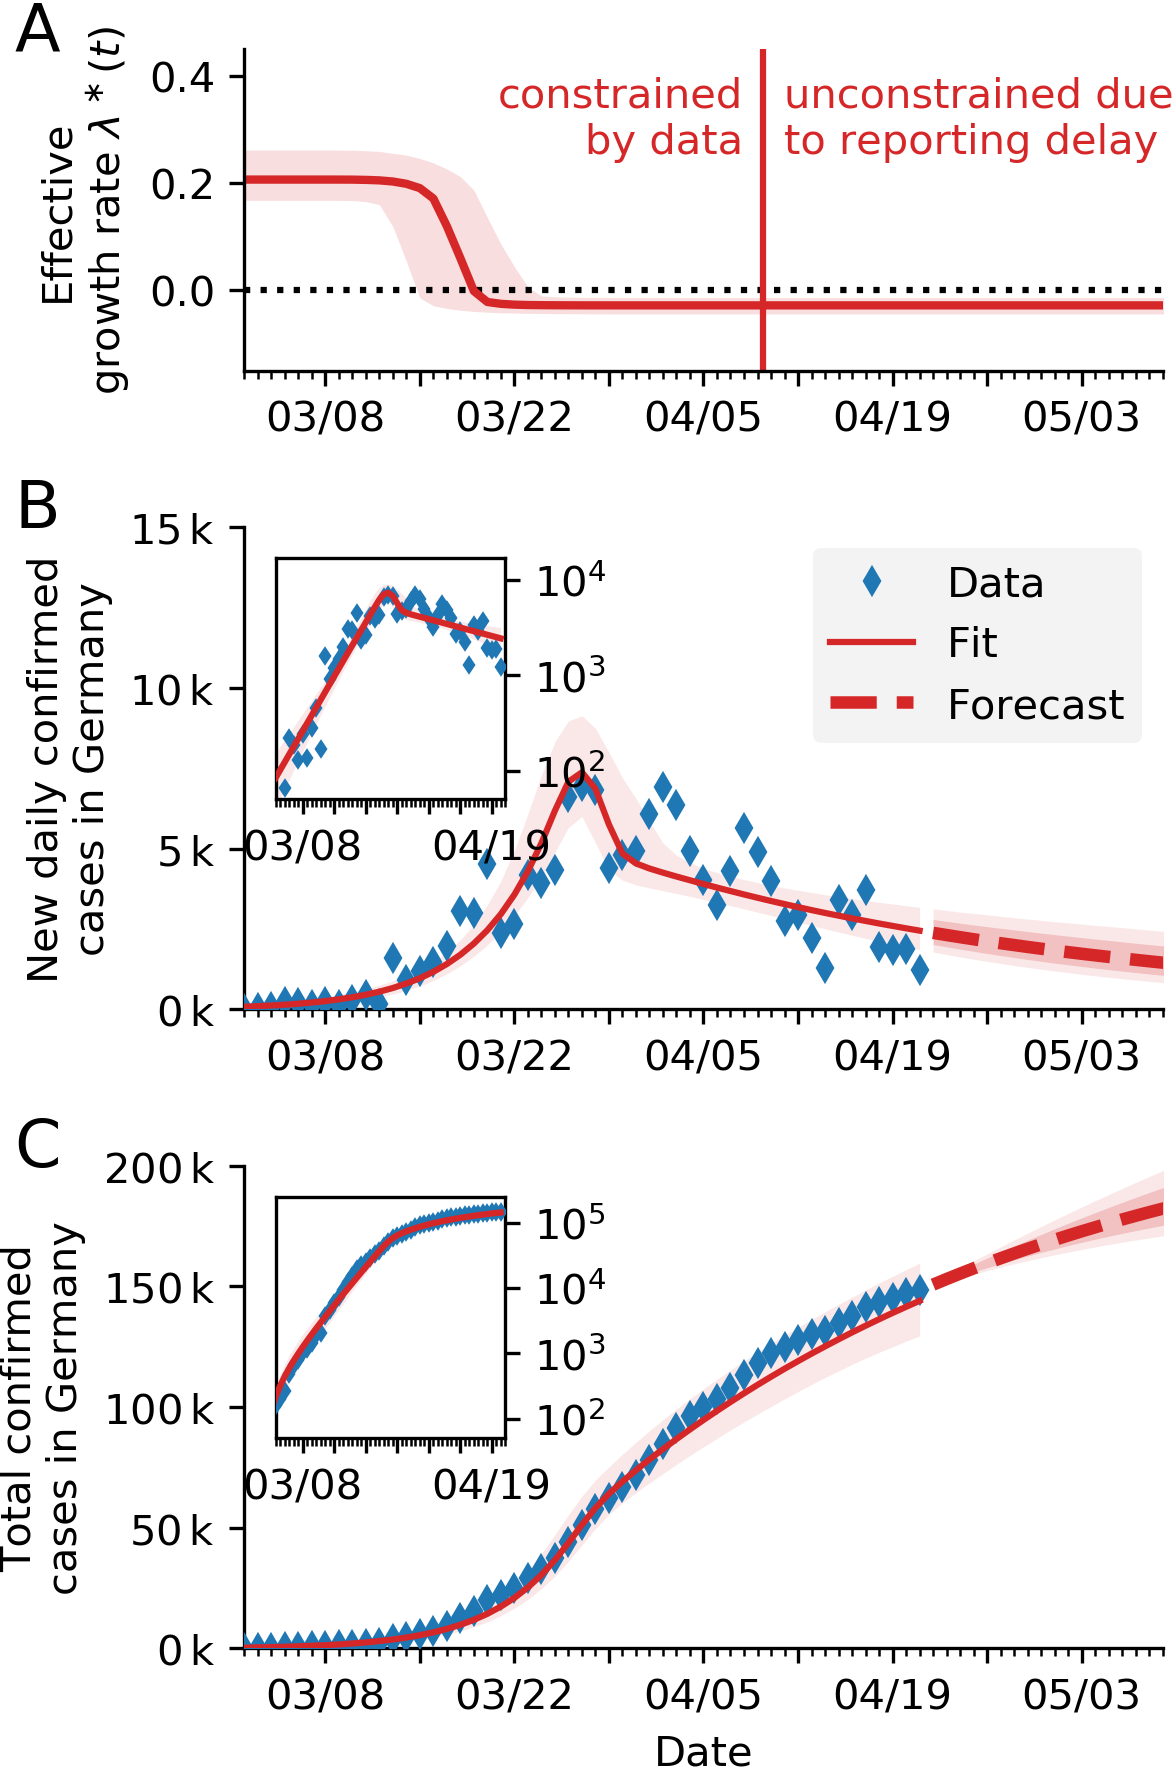 A
Effective
growth rate λ * (t)
0.4
0.2
0.0
constrained
by data
unconstrained due
to reporting delay
03/08 03/22 04/05 04/19 05/03
B
New daily confirmed
cases in Germany
15 k
10 k
5 k
0 k
10⁴
10³
10²
03/08 04/19
Data
Fit
Forecast
03/08 03/22 04/05 04/19 05/03
C
Total confirmed
cases in Germany
200 k
150 k
100 k
50 k
0 k
10⁵
10⁴
10³
10²
03/08 04/19
03/08 03/22 04/05 04/19 05/03
Date